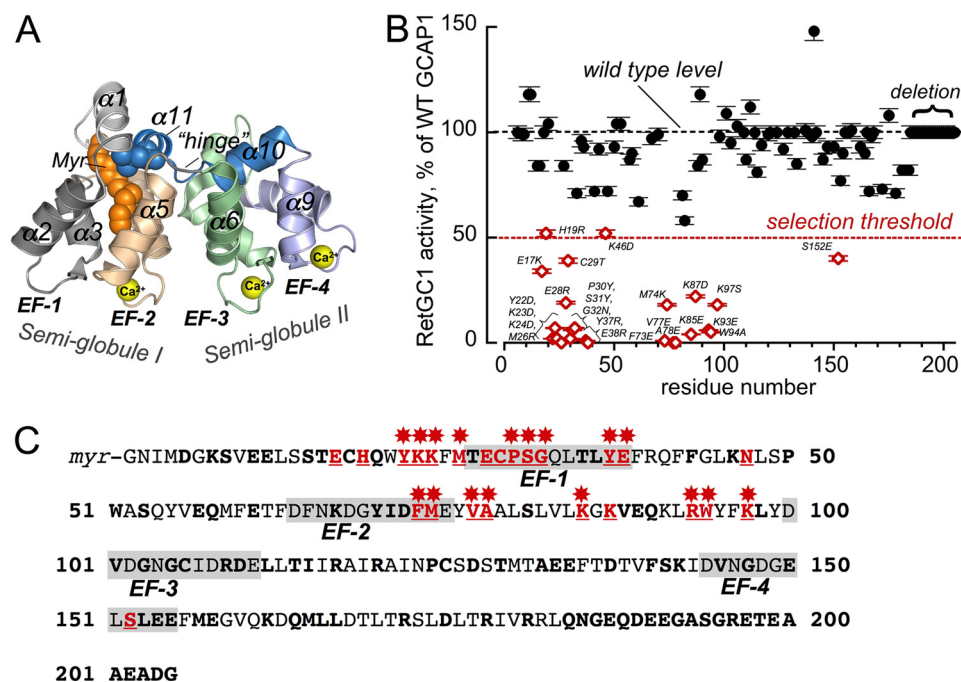 A
α1
α11
"hinge"
Myr
α10
α5
α9
α6
α2
α3
Ca²⁺
Ca²⁺
Ca²⁺
EF-1
EF-2
EF-3
EF-4
Semi-globule I
Semi-globule II
B
RetGC1 activity, % of WT GCAP1
150
100
50
0
wild type level
deletion
selection threshold
H19R
K46D
S152E
E17K
C29T
E28R
P30Y,
S31Y,
G32N,
Y37R,
E38R
Y22D,
K23D,
K24D,
M26R
M74K
K87D
K97S
V77E
K85E
K93E
F73E
A78E
W94A
0
50
100
150
200
residue number
C
myr-GNIMDGKSVEELSSTECHQWYKKFMTECPSGQLTLYEFRQFFGLKNLSP 50
EF-1
51 WASQYVEQMFETFDFNKDGYIDFMEYVAALSLVLKGKVEQKLRWYFKLYD 100
EF-2
101 VDGNGCIDRDELLTIIRAIRAINPCSDSTMTAEEFTDTVFSKIDVNGDGE 150
EF-3 EF-4
151 LSLEEFMEGVQKDQMLLDTLTRSLDLTRIVRRLQNGEQDEEGASGRETEA 200
201 AEADG